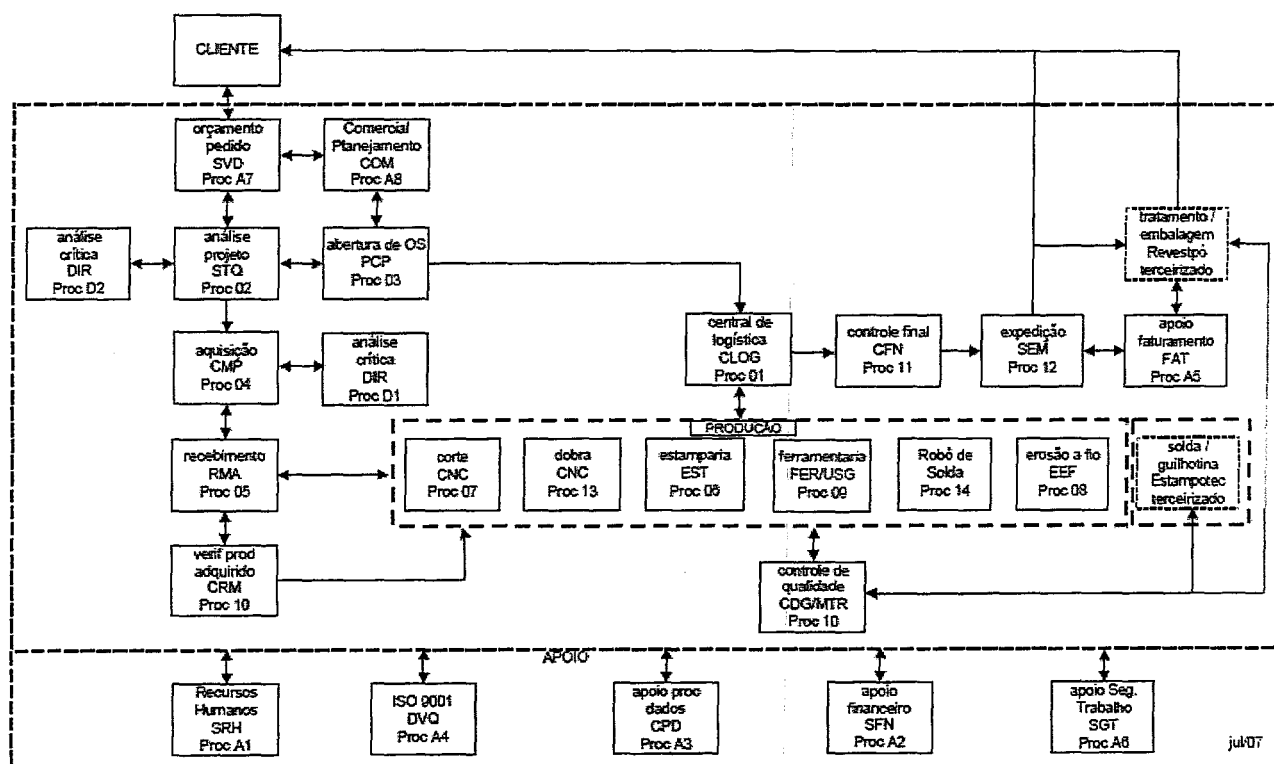 CLIENTE
orçamento
pedido
SVD
Proc A7
Comercial
Planejamento
COM
Proc A8
análise
crítica
DIR
Proc D2
análise
projeto
STQ
Proc 02
abertura de OS
PCP
Proc 03
tratamento /
embalagem
Revestpó
terceirizado
aquisição
CMP
Proc 04
análise
crítica
DIR
Proc D1
central de
logística
CLOG
Proc 01
controle final
CFN
Proc 11
expedição
SEM
Proc 12
apoio
faturamento
FAT
Proc A5
PRODUÇÃO
recebimento
RMA
Proc 05
corte
CNC
Proc 07
dobra
CNC
Proc 13
estamparia
EST
Proc 06
ferramentaria
FER/USG
Proc 09
Robô de
Solda
Proc 14
erosão a fio
EEF
Proc 08
solda /
guilhotina
Estampotec
terceirizado
verif prod
adquirido
CRM
Proc 10
controle de
qualidade
CDG/MTR
Proc 10
APOIO
Recursos
Humanos
SRH
Proc A1
ISO 9001
DVQ
Proc A4
apoio proc
dados
CPD
Proc A3
apoio
financeiro
SFN
Proc A2
apoio Seg.
Trabalho
SGT
Proc A6
jul/07